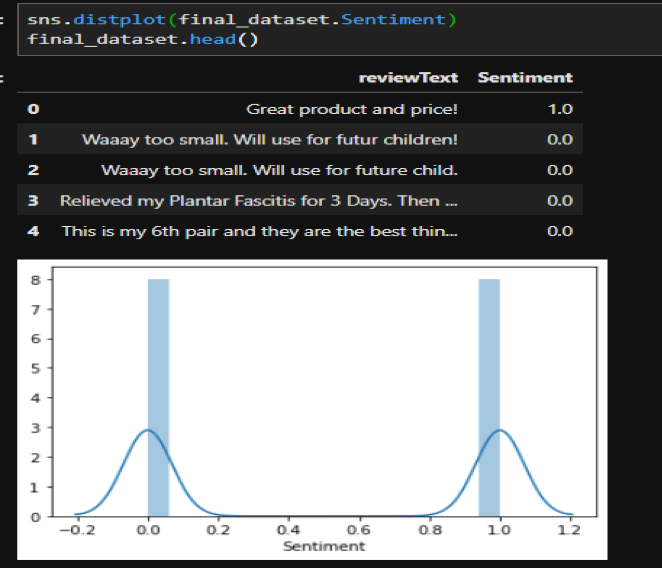 sns.distplot(final_dataset.Sentiment)
final_dataset.head()
reviewText Sentiment
0 Great product and price! 1.0
1 Waaay too small. Will use for futur children! 0.0
2 Waaay too small. Will use for future child. 0.0
3 Relieved my Plantar Fascitis for 3 Days. Then ... 0.0
4 This is my 6th pair and they are the best thin... 0.0
8
7
6
5
4
3
2
1
0
−0.2 0.0 0.2 0.4 0.6 0.8 1.0 1.2
Sentiment